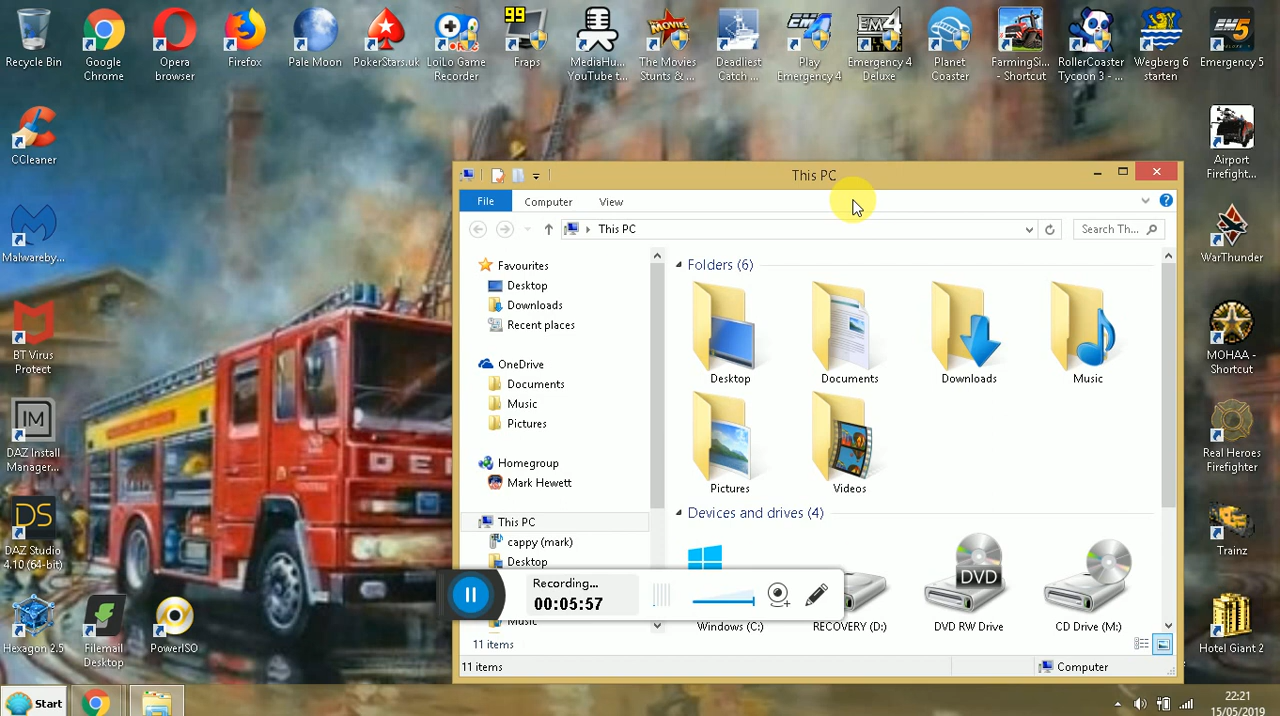 99
Recycle Bin
Google
Chrome
Opera
browser
Firefox
Pale Moon
PokerStars.uk
LoiLo Game
Recorder
Fraps
MediaHu...
YouTube t...
The Movies
Stunts & ...
Deadliest
Catch ...
Play
Emergency 4
EM4
Emergency 4
Deluxe
Planet
Coaster
FarmingSi...
- Shortcut
RollerCoaster
Tycoon 3 - ...
Wegberg 6
starten
EM5
Emergency 5
CCleaner
Airport
Firefight...
Malwareby...
WarThunder
BT Virus
Protect
MOHAA -
Shortcut
IM
DAZ Install
Manager...
Real Heroes
Firefighter
DS
DAZ Studio
4.10 (64-bit)
Trainz
Hexagon 2.5
Filemail
Desktop
PowerISO
Hotel Giant 2
This PC
File
Computer
View
This PC
Search Th...
Favourites
Desktop
Downloads
Recent places
OneDrive
Documents
Music
Pictures
Homegroup
Mark Hewett
This PC
cappy (mark)
Desktop
Music
Folders (6)
Desktop
Documents
Downloads
Music
Pictures
Videos
Devices and drives (4)
DVD
Windows (C:)
RECOVERY (D:)
DVD RW Drive
CD Drive (M:)
Recording...
00:05:57
11 items
11 items
Computer
Start
22:21
15/05/2019